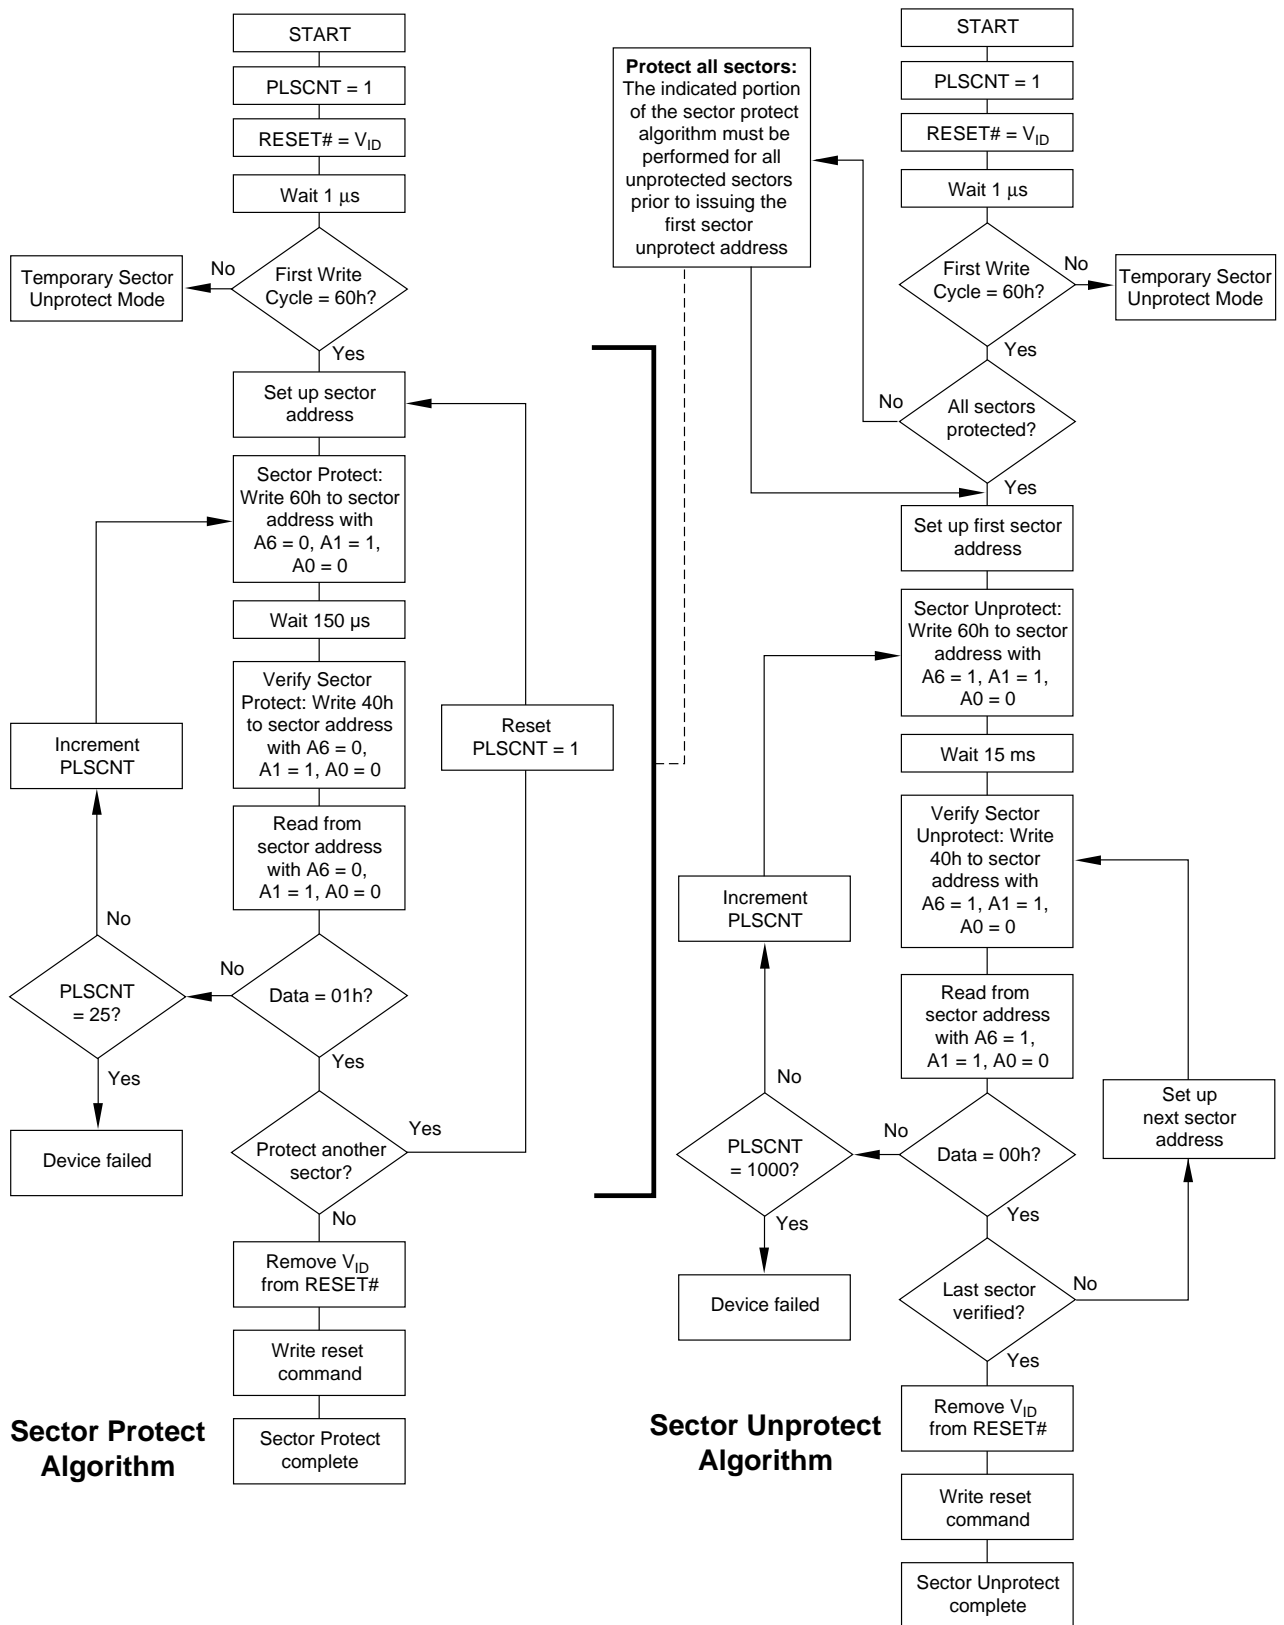 START
PLSCNT = 1
RESET# = VID
Wait 1 μs
First Write
Cycle = 60h?
No
Temporary Sector
Unprotect Mode
Yes
Set up sector
address
Sector Protect:
Write 60h to sector
address with
A6 = 0, A1 = 1,
A0 = 0
Wait 150 µs
Verify Sector
Protect: Write 40h
to sector address
with A6 = 0,
A1 = 1, A0 = 0
Reset
PLSCNT = 1
Increment
PLSCNT
Read from
sector address
with A6 = 0,
A1 = 1, A0 = 0
No
PLSCNT
= 25?
No
Data = 01h?
Yes
Yes
Device failed
Protect another
sector?
Yes
No
Remove VID
from RESET#
Write reset
command
Sector Protect
complete
Sector Protect
Algorithm
Protect all sectors:
The indicated portion
of the sector protect
algorithm must be
performed for all
unprotected sectors
prior to issuing the
first sector
unprotect address
START
PLSCNT = 1
RESET# = VID
Wait 1 μs
First Write
Cycle = 60h?
No
Temporary Sector
Unprotect Mode
Yes
No
All sectors
protected?
Yes
Set up first sector
address
Sector Unprotect:
Write 60h to sector
address with
A6 = 1, A1 = 1,
A0 = 0
Wait 15 ms
Verify Sector
Unprotect: Write
40h to sector
address with
A6 = 1, A1 = 1,
A0 = 0
Increment
PLSCNT
Read from
sector address
with A6 = 1,
A1 = 1, A0 = 0
No
Set up
next sector
address
PLSCNT
= 1000?
No
Data = 00h?
Yes
Yes
Device failed
Last sector
verified?
No
Yes
Remove VID
from RESET#
Write reset
command
Sector Unprotect
complete
Sector Unprotect
Algorithm